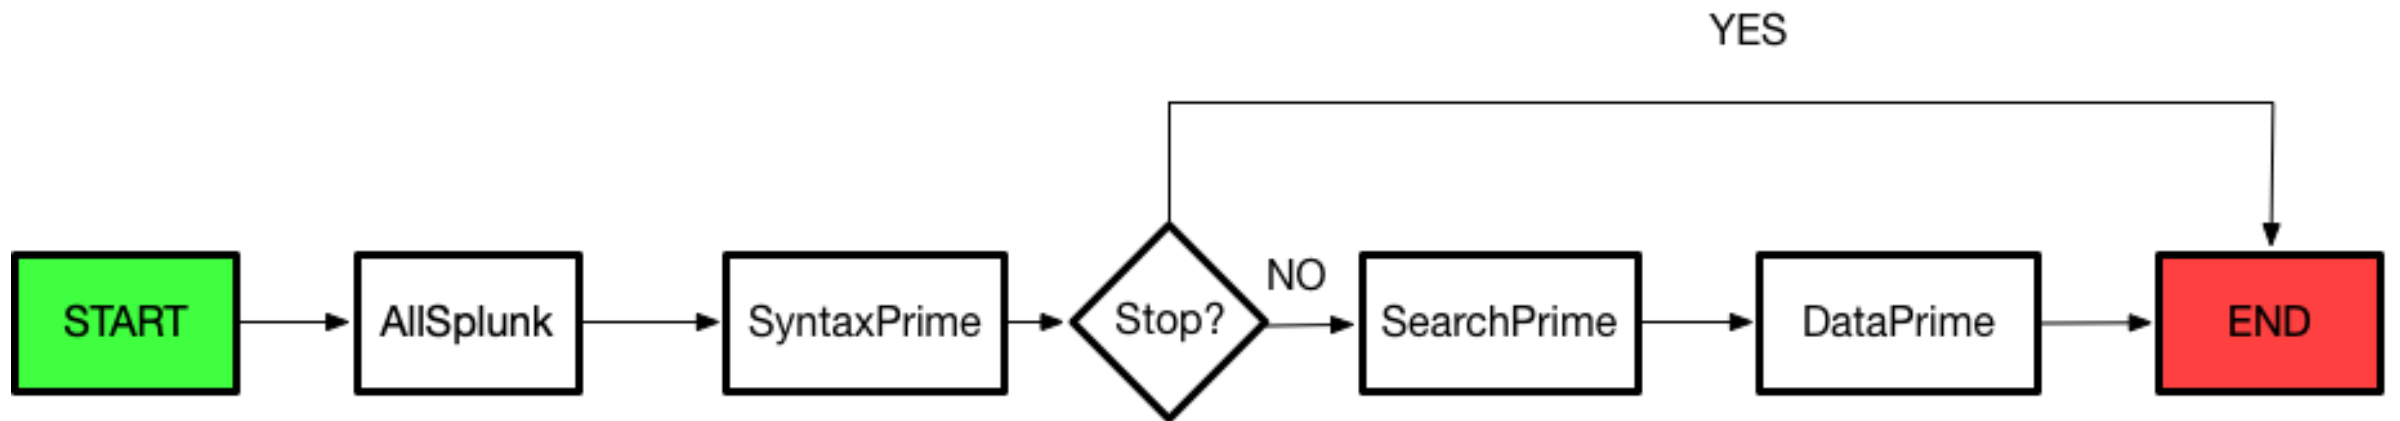 YES
START
AllSplunk
SyntaxPrime
Stop?
NO
SearchPrime
DataPrime
END